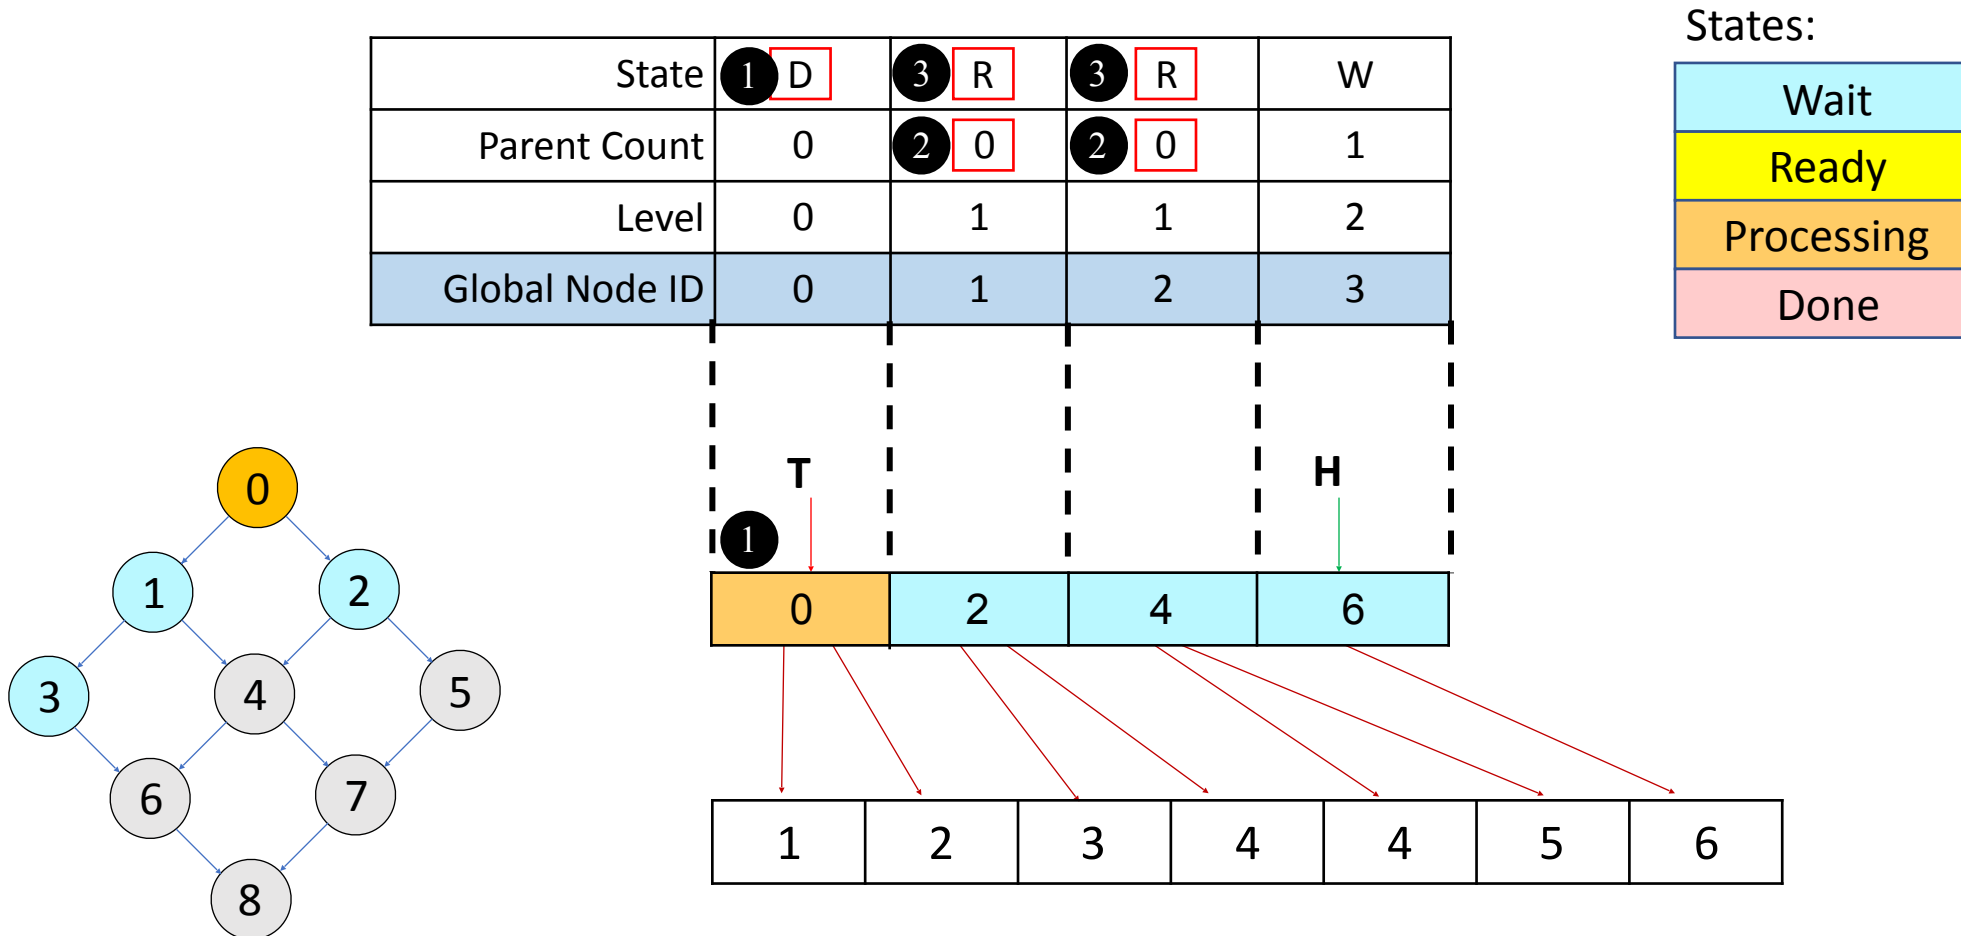 States:
State 1 D 3 R 3 R W
Parent Count 0 2 0 2 0 1
Level 0 1 1 2
Global Node ID 0 1 2 3
Wait
Ready
Processing
Done
T H
1
0 2 4 6
1 2 3 4 4 5 6
0
1 2
3 4 5
6 7
8